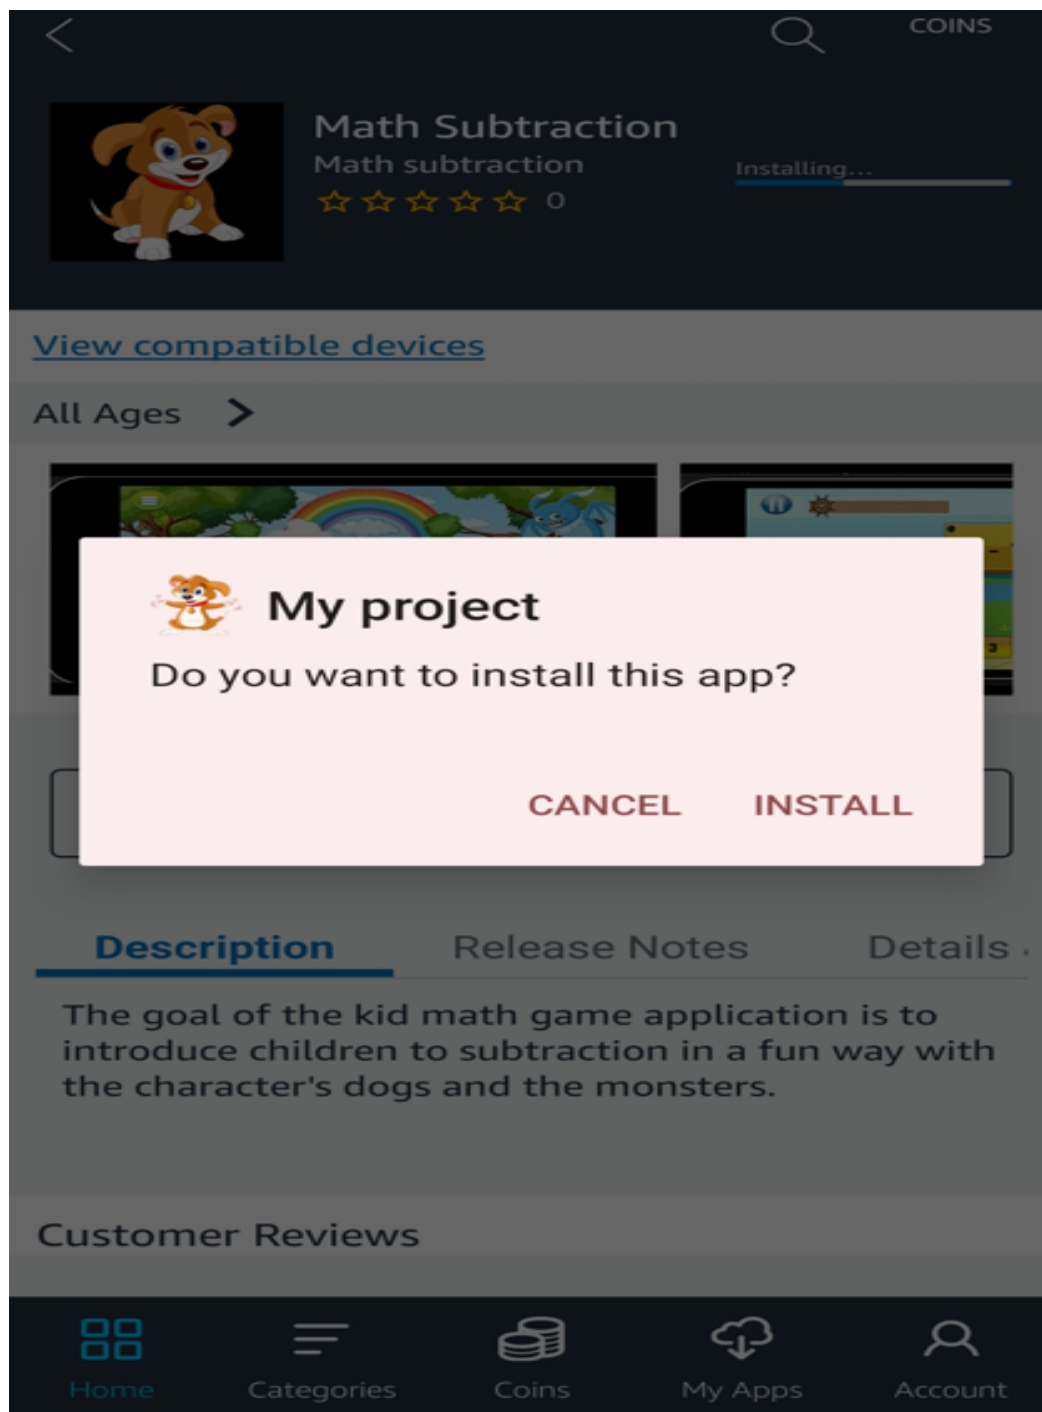 COINS
Math Subtraction
Math subtraction
Installing...
0
View compatible devices
All Ages
3
My project
Do you want to install this app?
CANCEL INSTALL
Description Release Notes Details
The goal of the kid math game application is to
introduce children to subtraction in a fun way with
the character's dogs and the monsters.
Customer Reviews
Home Categories Coins My Apps Account